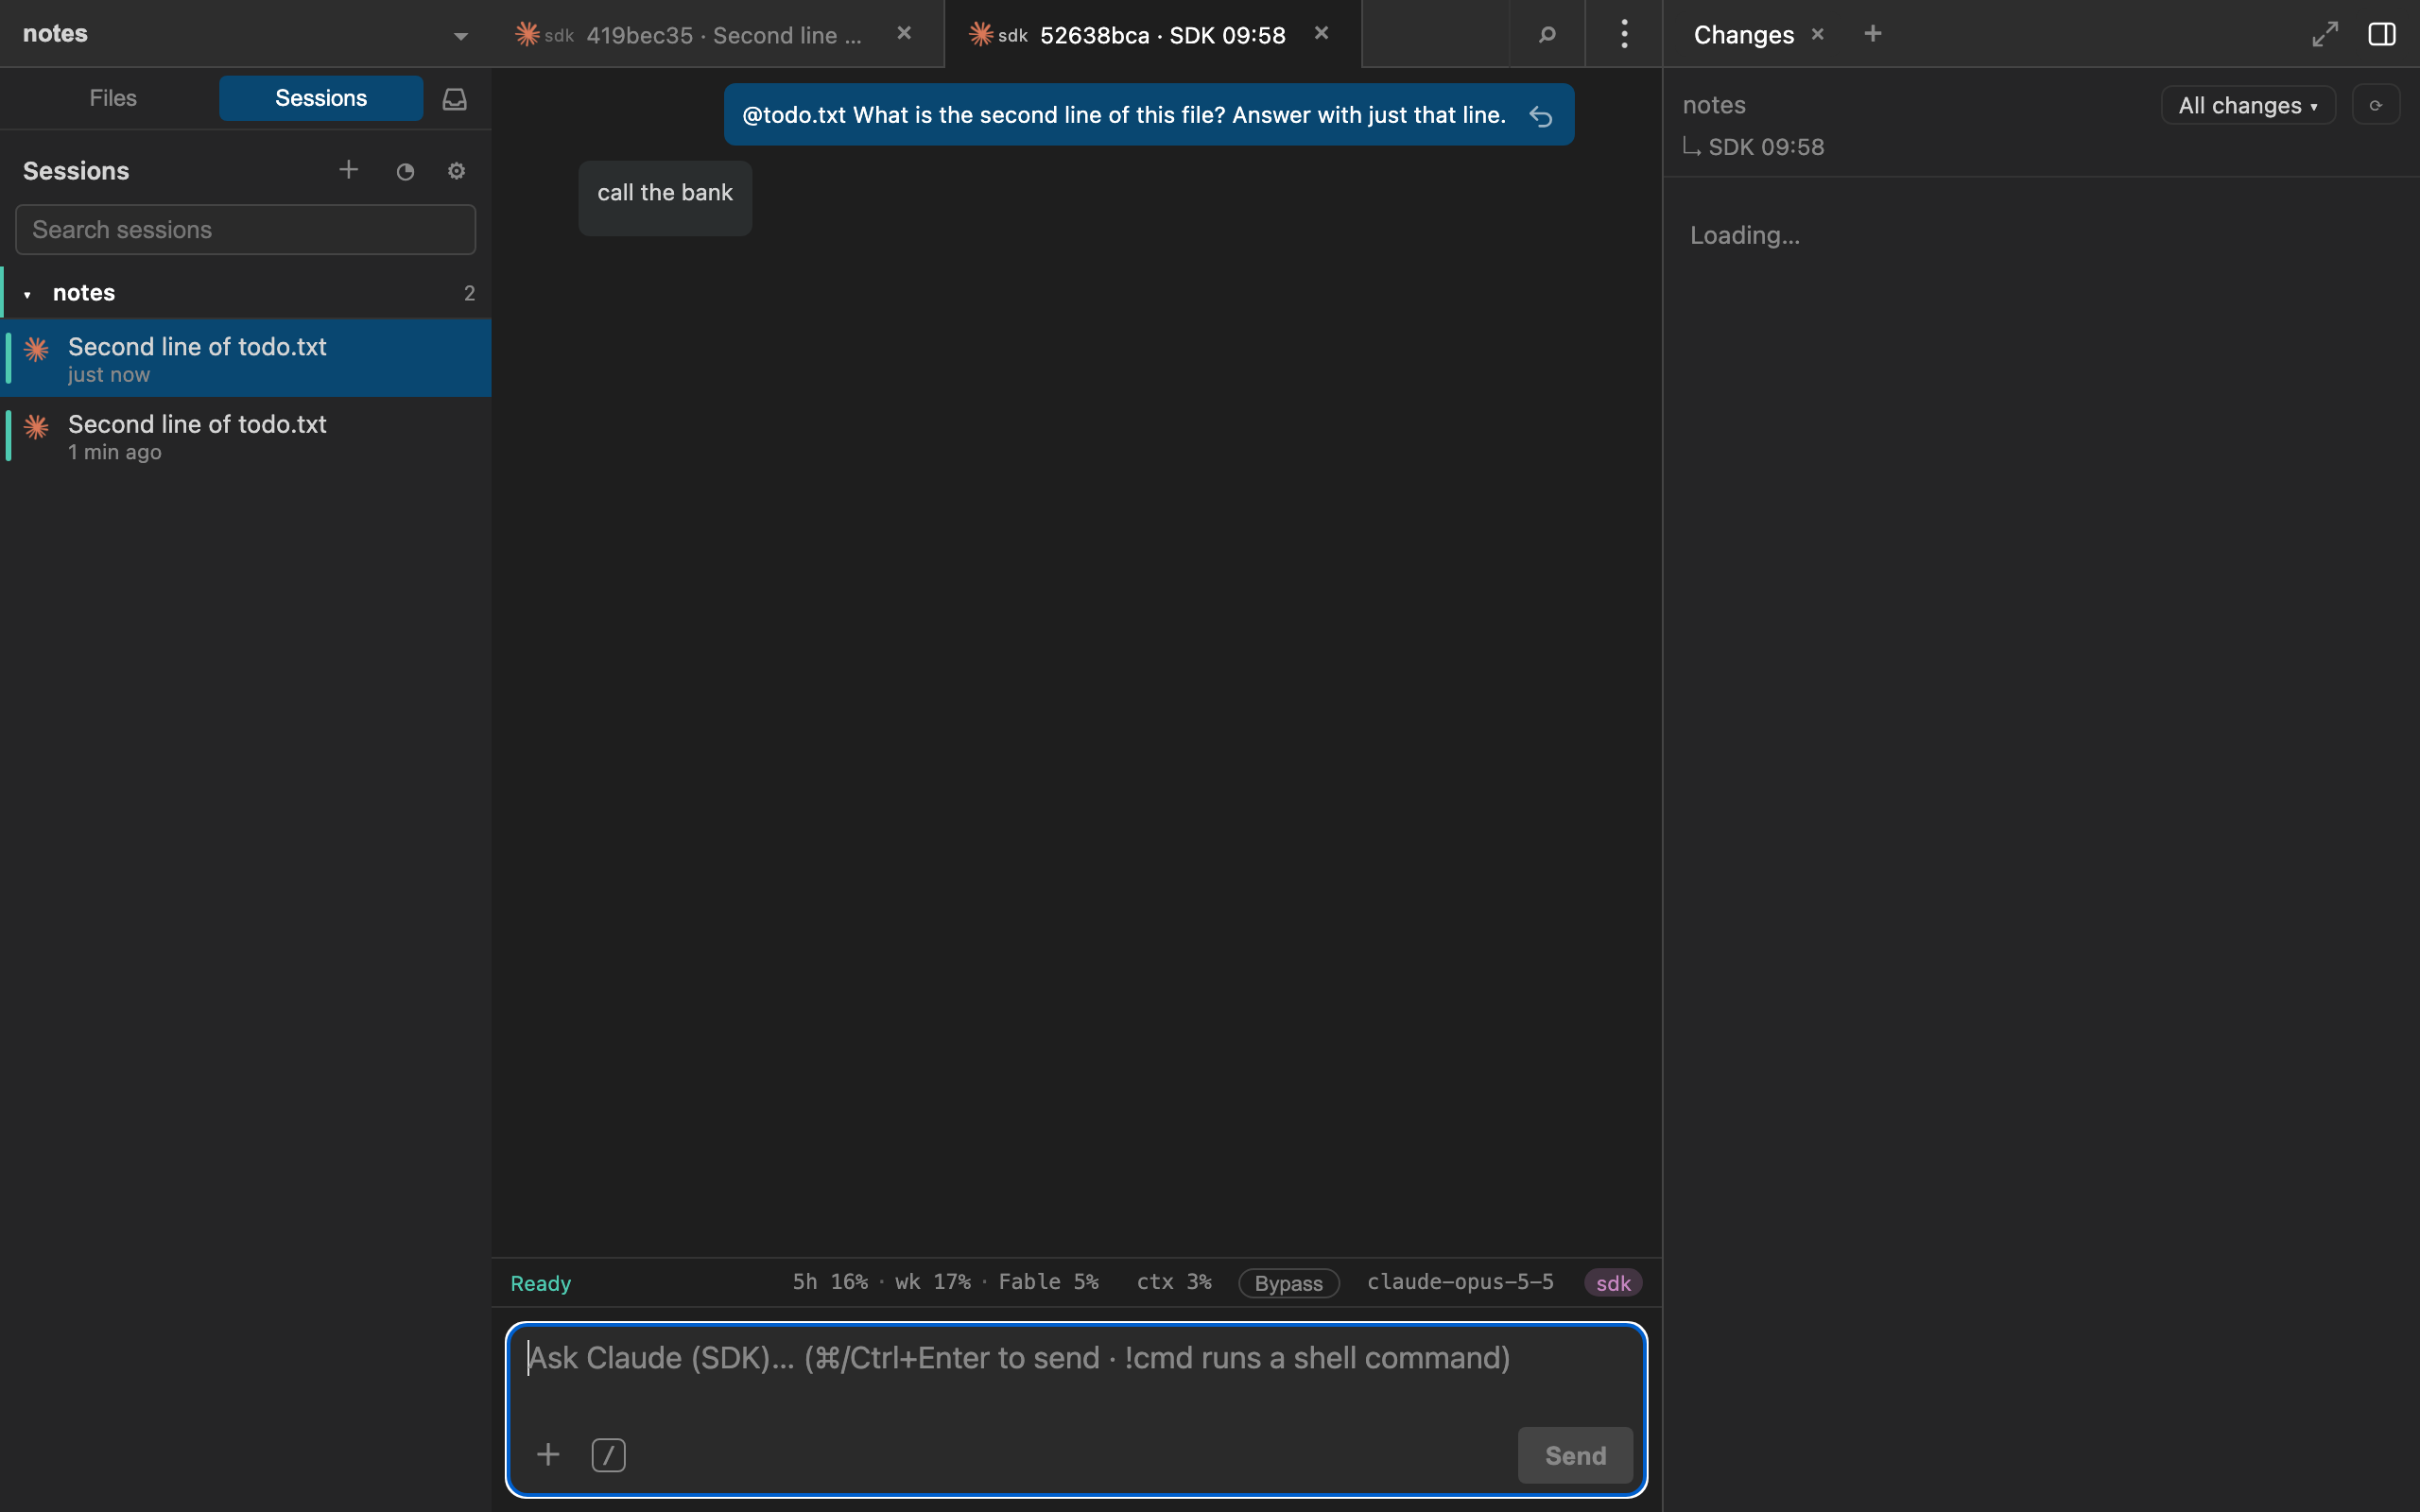 notes
sdk 419bec35 · Second line ... ×
sdk 52638bca · SDK 09:58 ×
Changes × +
Files
Sessions
@todo.txt What is the second line of this file? Answer with just that line.
notes
All changes ▾
SDK 09:58
Sessions
call the bank
Search sessions
Loading...
notes 2
Second line of todo.txt
just now
Second line of todo.txt
1 min ago
Ready
5h 16% · wk 17% · Fable 5% ctx 3% Bypass claude-opus-5-5 sdk
Ask Claude (SDK)... (⌘/Ctrl+Enter to send · !cmd runs a shell command)
+ / Send